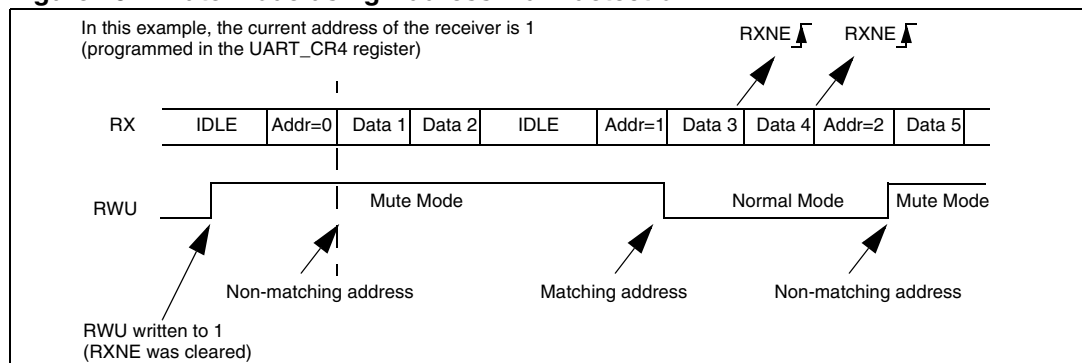 In this example, the current address of the receiver is 1
(programmed in the UART_CR4 register)
RXNE RXNE
RX IDLE Addr=0 Data 1 Data 2 IDLE Addr=1 Data 3 Data 4 Addr=2 Data 5
RWU Mute Mode Normal Mode Mute Mode
Non-matching address Matching address Non-matching address
RWU written to 1
(RXNE was cleared)